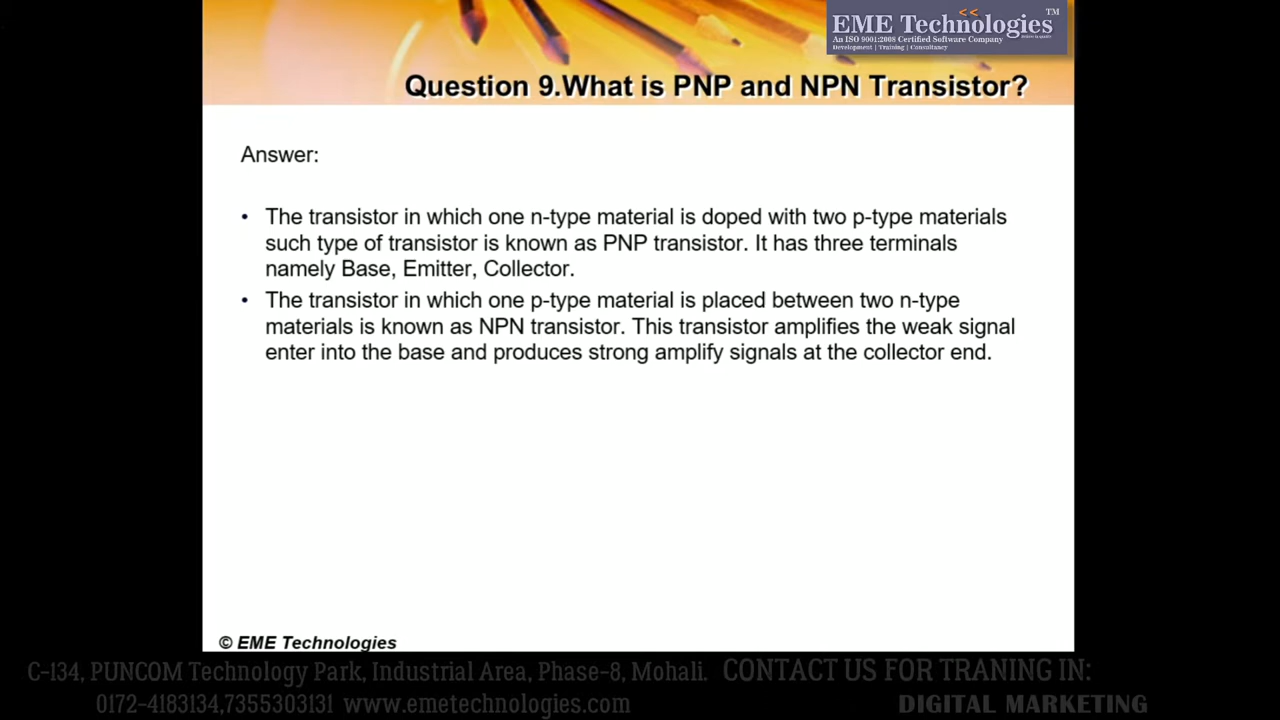 EME Technologies TM
An ISO 9001:2008 Certified Software Company
Development | Training | Consultancy
Question 9.What is PNP and NPN Transistor?
Answer:
• The transistor in which one n-type material is doped with two p-type materials
such type of transistor is known as PNP transistor. It has three terminals
namely Base, Emitter, Collector.
• The transistor in which one p-type material is placed between two n-type
materials is known as NPN transistor. This transistor amplifies the weak signal
enter into the base and produces strong amplify signals at the collector end.
© EME Technologies
C-134, PUNCOM Technology Park, Industrial Area, Phase-8, Mohali. CONTACT US FOR TRANING IN:
0172-4183134,7355303131 www.emetechnologies.com DIGITAL MARKETING